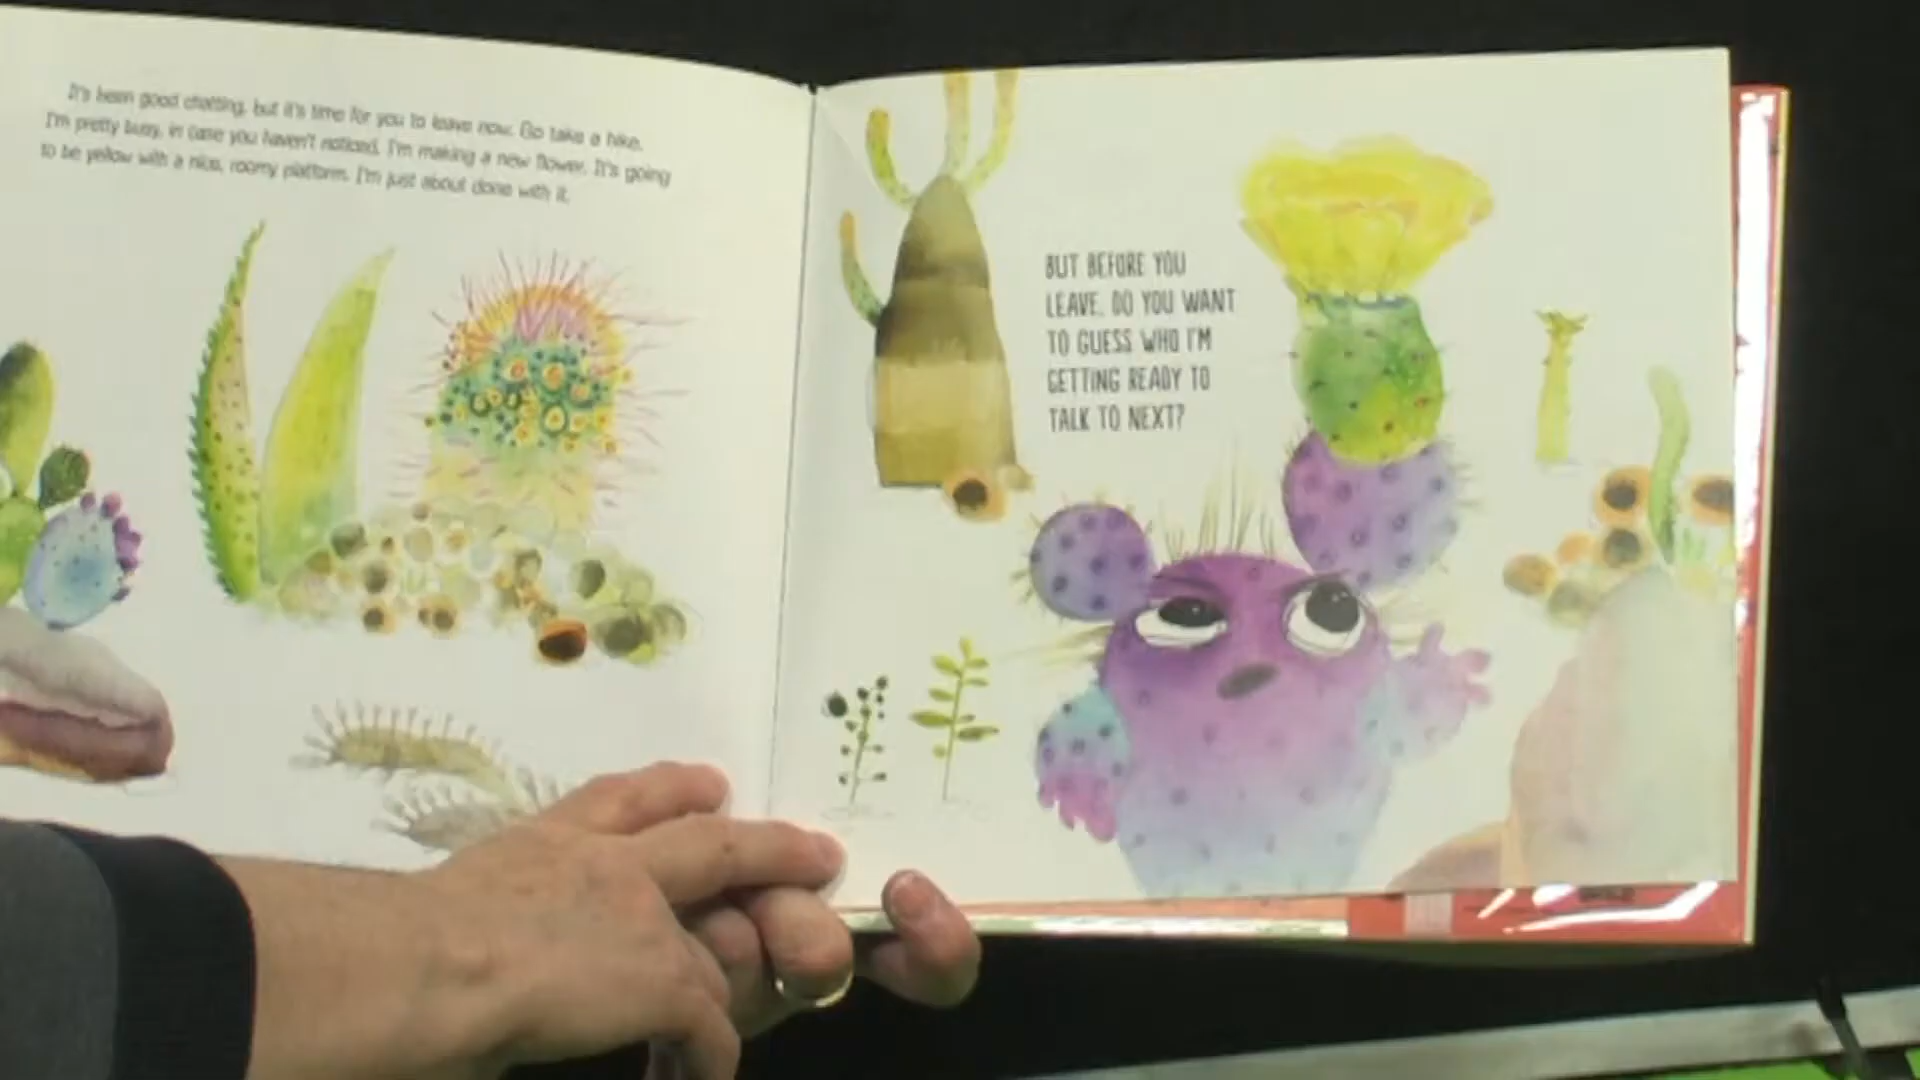 It's been good chatting, but it's time for you to leave now. Go take a hike.
I'm pretty busy, in case you haven't noticed. I'm making a new flower. It's going
to be yellow with a nice, roomy platform. I'm just about done with it.
BUT BEFORE YOU
LEAVE, DO YOU WANT
TO GUESS WHO I'M
GETTING READY TO
TALK TO NEXT?